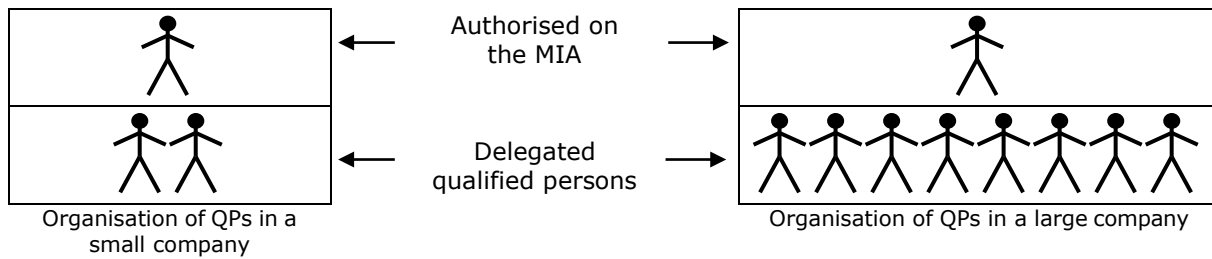 Authorised on
the MIA
Delegated
qualified persons
Organisation of QPs in a
small company
Organisation of QPs in a large company